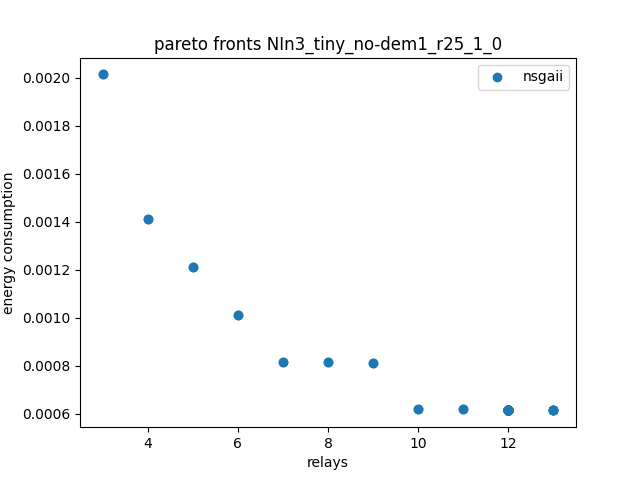 pareto fronts NIn3_tiny_no-dem1_r25_1_0
nsgaii
0.0020
0.0018
0.0016
0.0014
0.0012
0.0010
0.0008
0.0006
energy consumption
4 6 8 10 12
relays